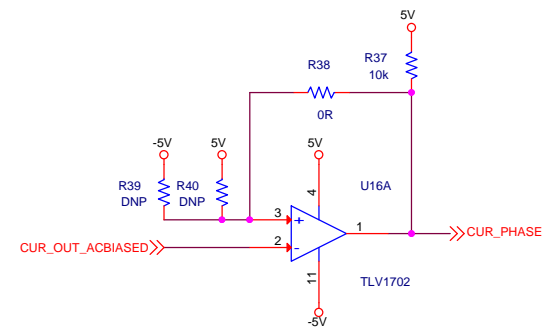 5V
R38
R37
10k
0R
-5V
5V
5V
R39
R40
DNP
DNP
4
U16A
3
+
1
CUR_PHASE
2
-
CUR_OUT_ACBIASED
11
TLV1702
-5V